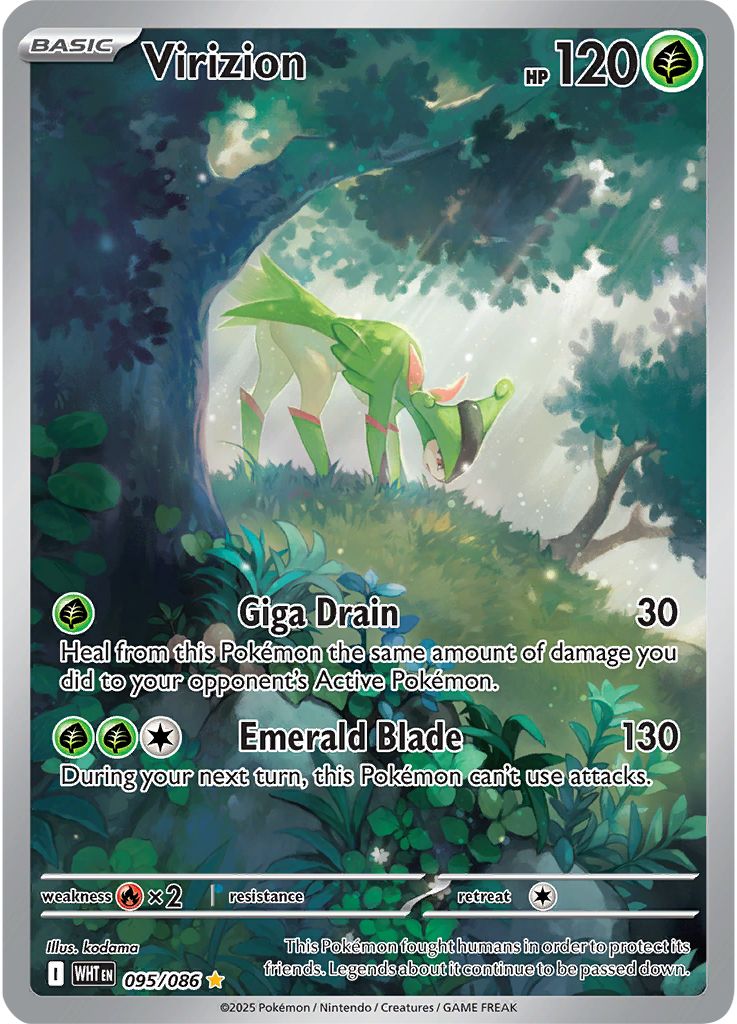 BASIC
Virizion
HP 120
Giga Drain 30
Heal from this Pokémon the same amount of damage you
did to your opponent's Active Pokémon.
Emerald Blade 130
During your next turn, this Pokémon can't use attacks.
weakness ×2 resistance retreat
Illus. kodama
This Pokémon fought humans in order to protect its
friends. Legends about it continue to be passed down.
I WHT EN 095/086
©2025 Pokémon / Nintendo / Creatures / GAME FREAK